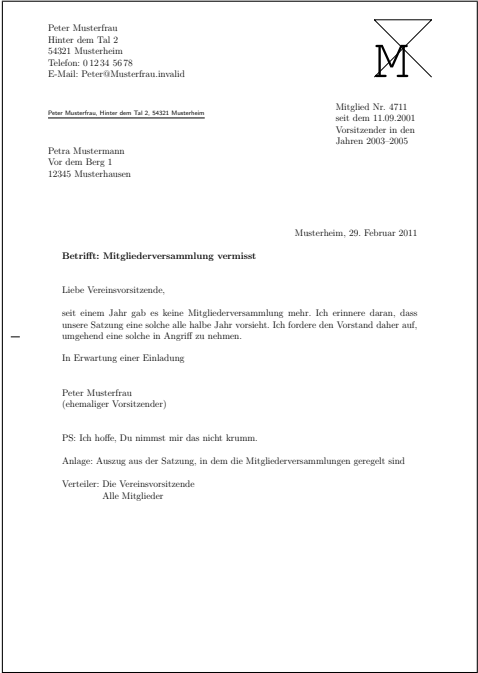 Peter Musterfrau
Hinter dem Tal 2
54321 Musterheim
Telefon: 0 12 34 56 78
E-Mail: Peter@Musterfrau.invalid
M
Peter Musterfrau, Hinter dem Tal 2, 54321 Musterheim
Mitglied Nr. 4711
seit dem 11.09.2001
Vorsitzender in den
Jahren 2003–2005
Petra Mustermann
Vor dem Berg 1
12345 Musterhausen
Musterheim, 29. Februar 2011
Betrifft: Mitgliederversammlung vermisst
Liebe Vereinsvorsitzende,
seit einem Jahr gab es keine Mitgliederversammlung mehr. Ich erinnere daran, dass
unsere Satzung eine solche alle halbe Jahr vorsieht. Ich fordere den Vorstand daher auf,
umgehend eine solche in Angriff zu nehmen.
In Erwartung einer Einladung
Peter Musterfrau
(ehemaliger Vorsitzender)
PS: Ich hoffe, Du nimmst mir das nicht krumm.
Anlage: Auszug aus der Satzung, in dem die Mitgliederversammlungen geregelt sind
Verteiler: Die Vereinsvorsitzende
Alle Mitglieder